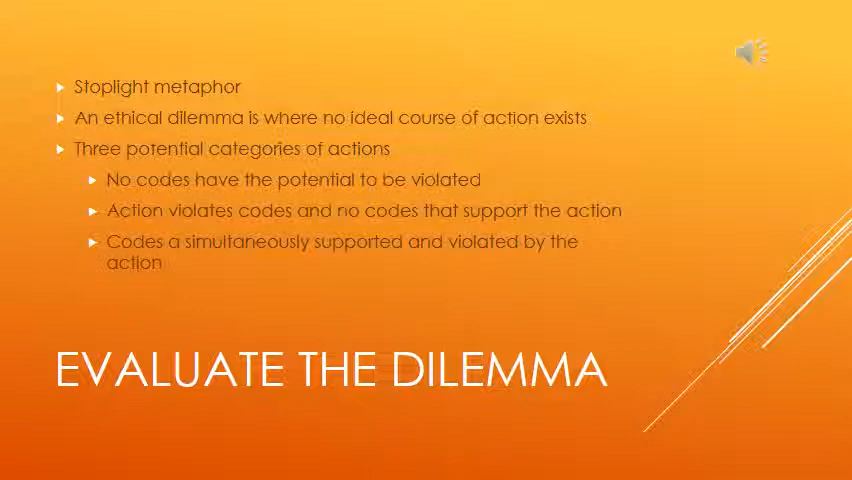 Stoplight metaphor
An ethical dilemma is where no ideal course of action exists
Three potential categories of actions
No codes have the potential to be violated
Action violates codes and no codes that support the action
Codes a simultaneously supported and violated by the
action
EVALUATE THE DILEMMA